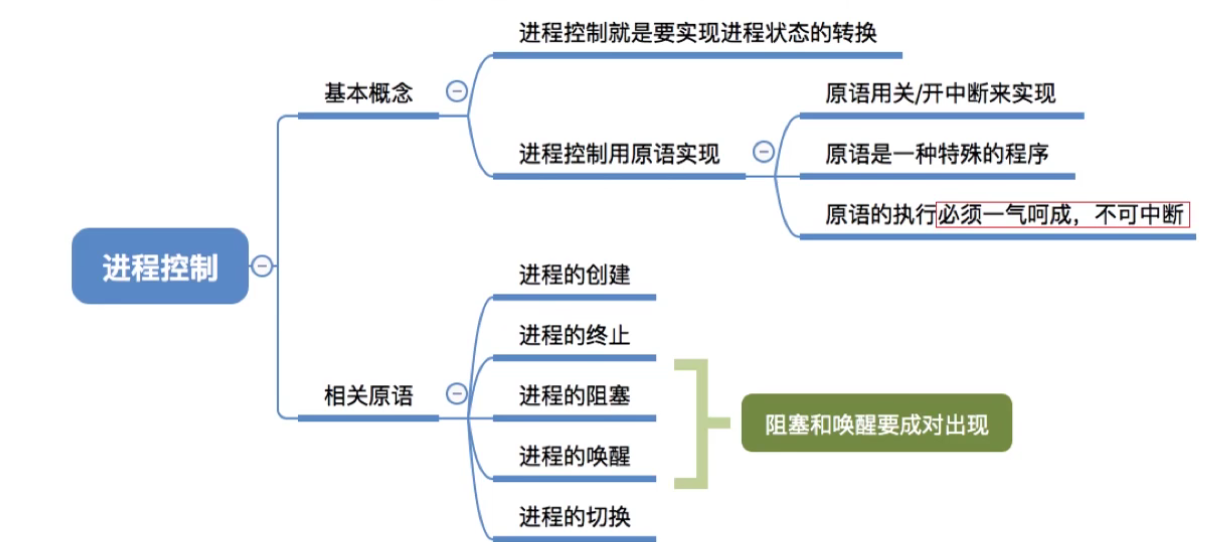 进程控制
基本概念
进程控制就是要实现进程状态的转换
进程控制用原语实现
原语用关/开中断来实现
原语是一种特殊的程序
原语的执行必须一气呵成，不可中断
相关原语
进程的创建
进程的终止
进程的阻塞
进程的唤醒
进程的切换
阻塞和唤醒要成对出现